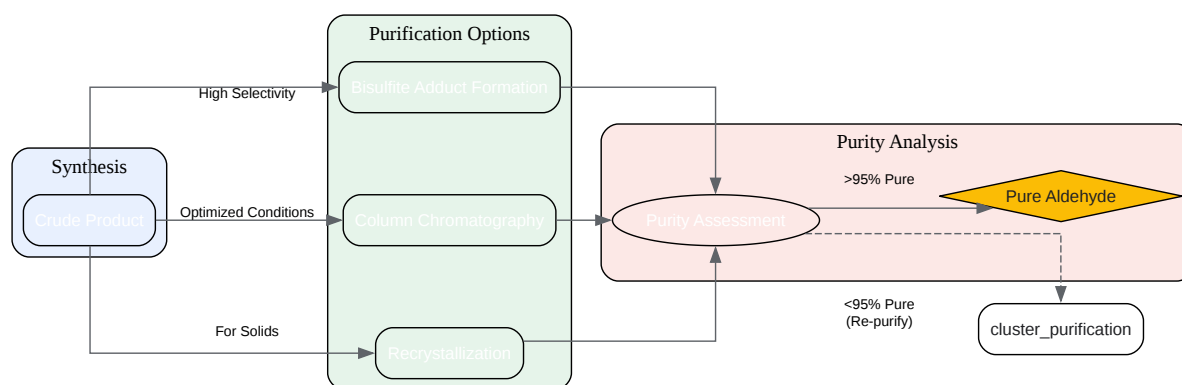 Purification Options
Bisulfite Adduct Formation
High Selectivity
Synthesis
Crude Product
Optimized Conditions
Column Chromatography
Purity Analysis
>95% Pure
Purity Assessment
Pure Aldehyde
For Solids
Recrystallization
<95% Pure
(Re-purify)
cluster_purification